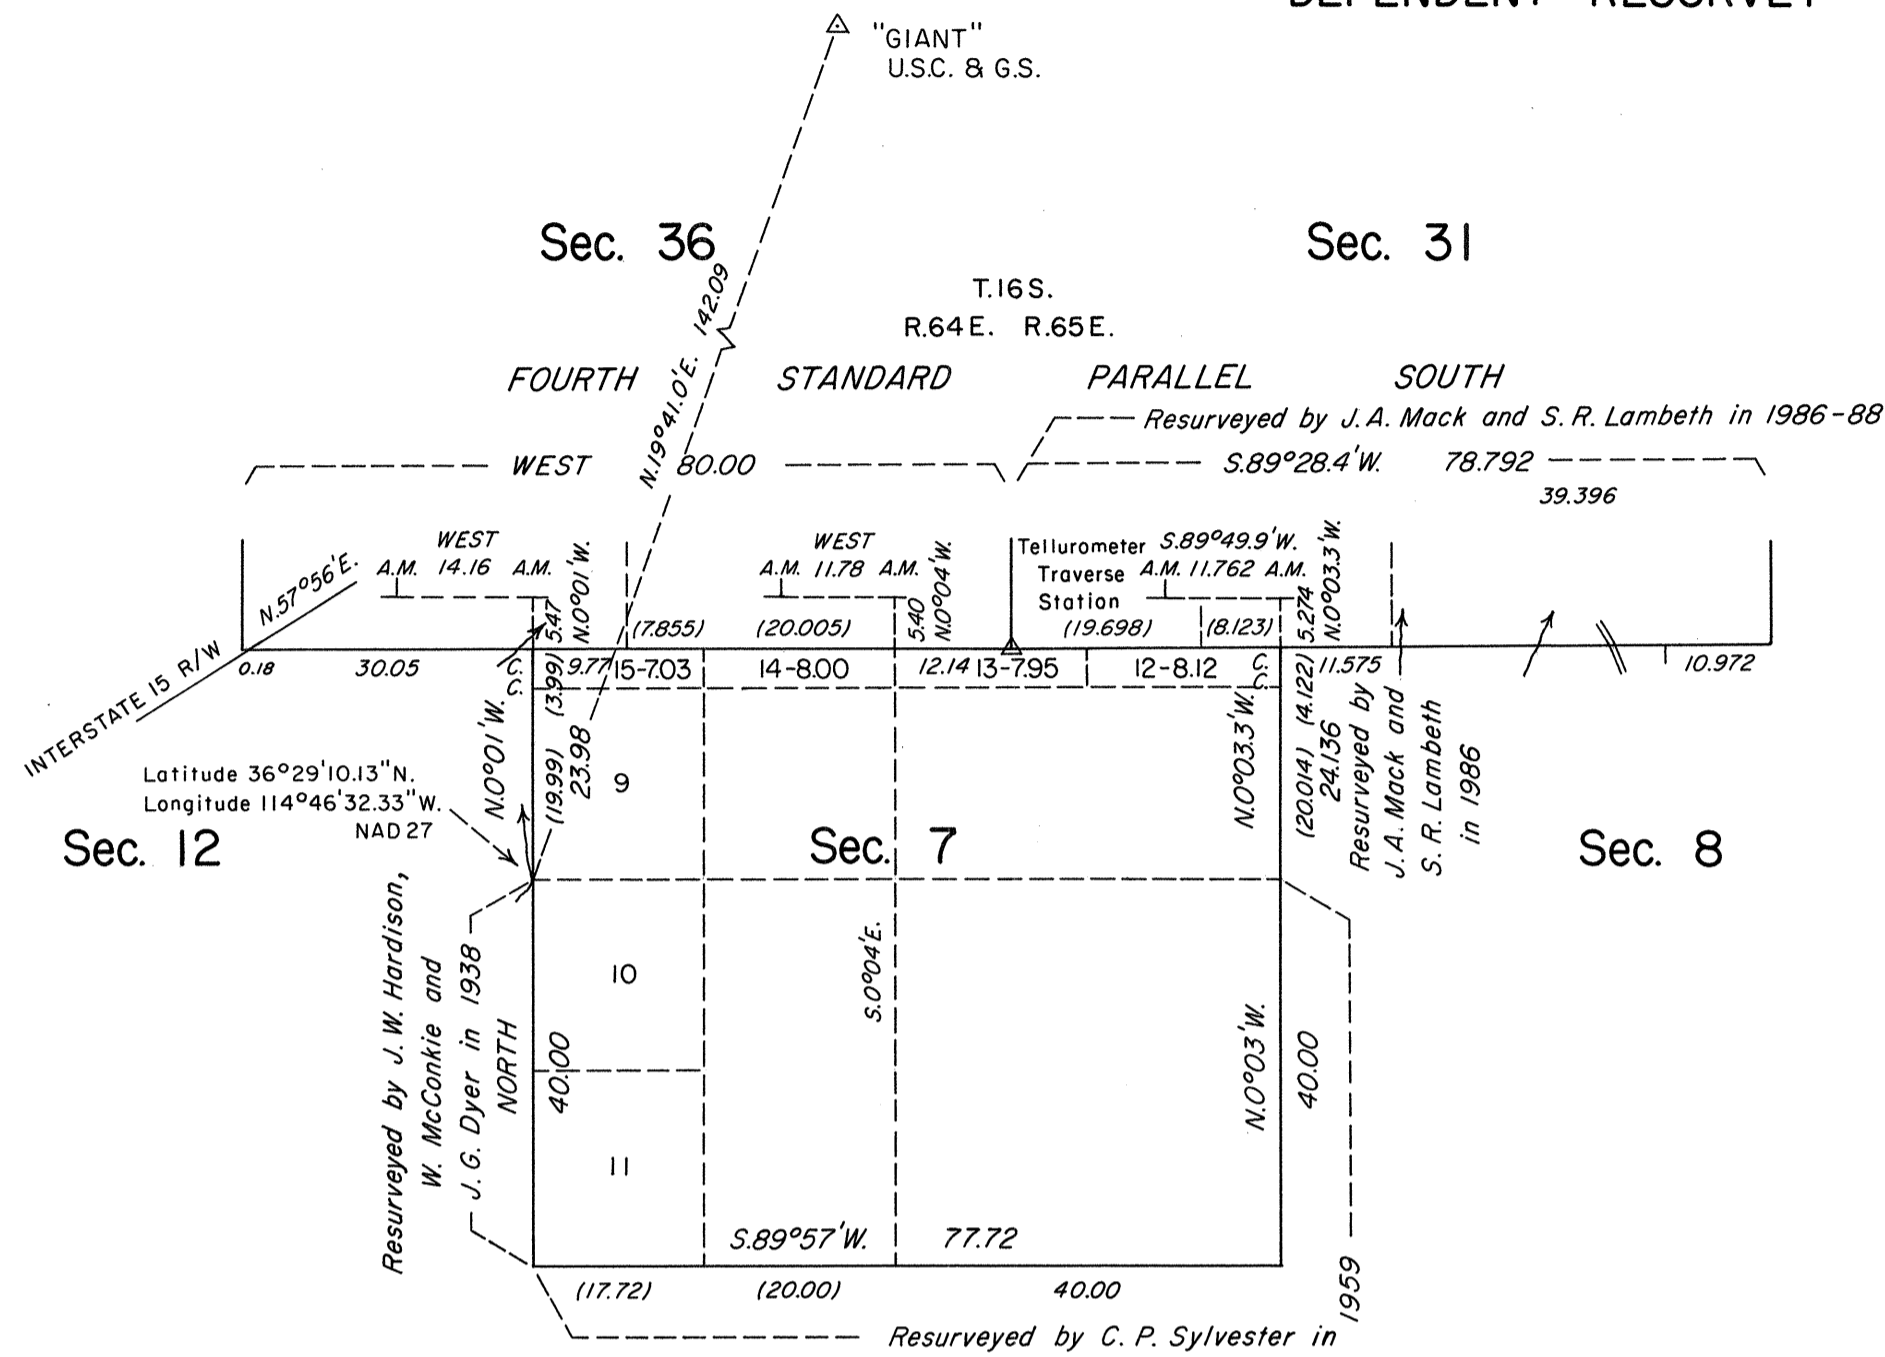 DEPENDENT RESURVEY
"GIANT"
U.S.C. & G.S.
Sec. 36
Sec. 31
T.16S.
R.64E. R.65E.
N.19°41.0'E. 142.09
FOURTH STANDARD PARALLEL SOUTH
Resurveyed by J.A. Mack and S.R. Lambeth in 1986-88
WEST 80.00
S.89°28.4'W. 78.792
39.396
WEST
A.M. 14.16 A.M.
N.0°01'W.
5.47
WEST
A.M. 11.78 A.M.
N.0°04'W.
5.40
Tellurometer
Traverse
Station
S.89°49.9'W.
A.M. 11.762 A.M.
N.0°03.3'W.
5.274
N.57°56'E.
INTERSTATE 15 R/W
(7.855) (20.005) (19.698) (8.123)
0.18 30.05 C. 9.77 15-7.03 14-8.00 12.14 13-7.95 12-8.12 C. 11.575 10.972
C. C.
(3.99)
(19.99)
23.98
N.0°01'W.
(4.122)
(20.014)
24.136
N.0°03.3'W.
Resurveyed by
J.A. Mack and
S. R. Lambeth
in 1986
Latitude 36°29'10.13"N.
Longitude 114°46'32.33"W.
NAD 27
9
Sec. 12
Sec. 7
Sec. 8
Resurveyed by J. W. Hardison,
W. McConkie and
J. G. Dyer in 1938
NORTH
40.00
10
S.0°04'E.
N.0°03'W.
40.00
11
S.89°57'W. 77.72
(17.72) (20.00) 40.00
Resurveyed by C. P. Sylvester in 1959